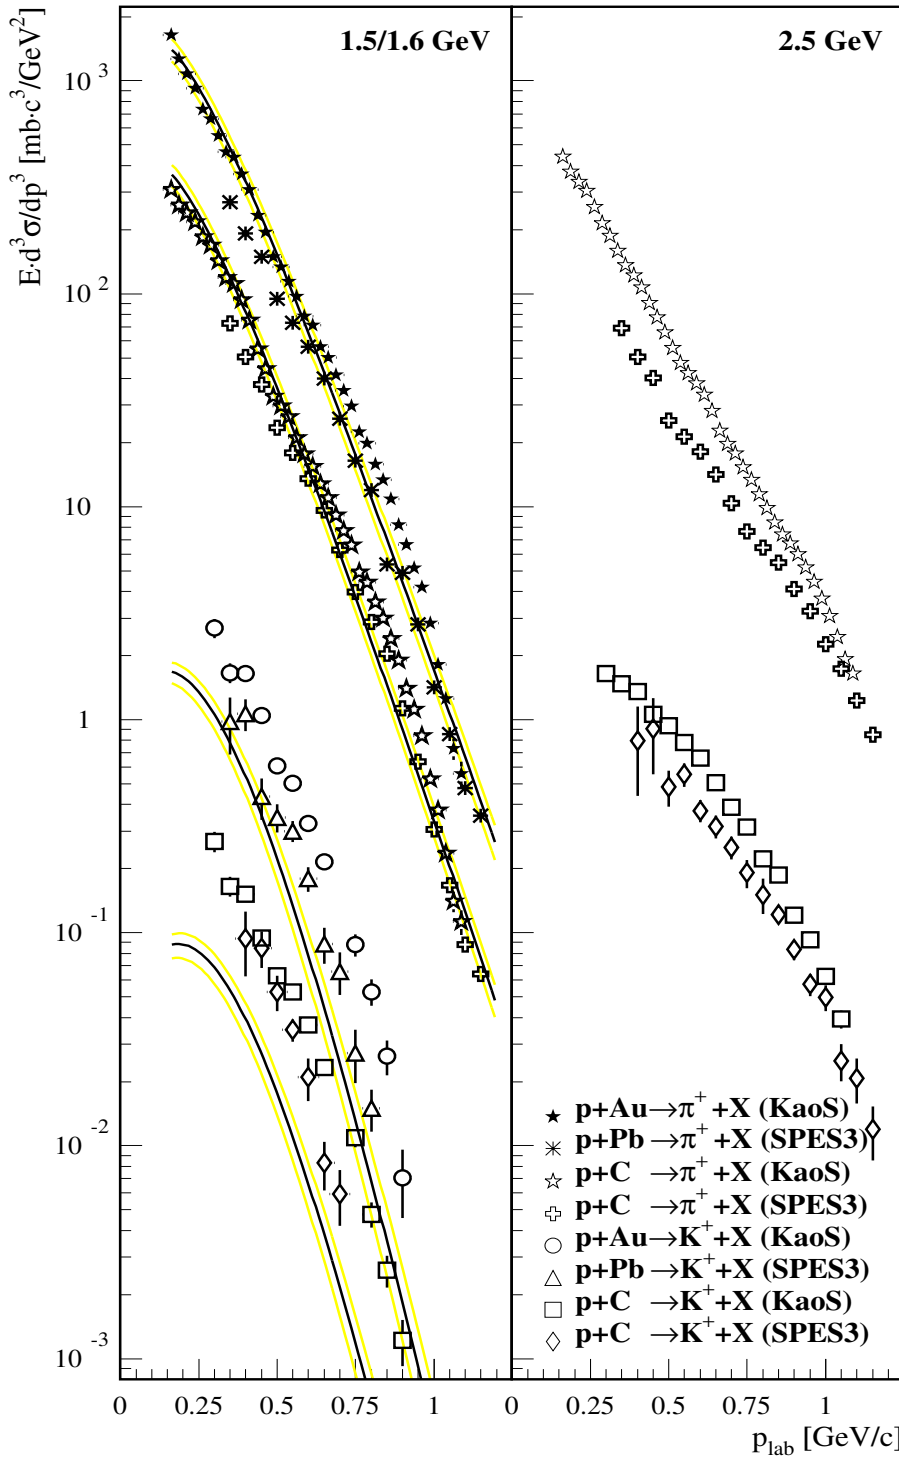 1.5/1.6 GeV
2.5 GeV
E·d³σ/dp³ [mb·c³/GeV²]
10³
10²
10
1
10⁻¹
10⁻²
10⁻³
p+Au→π⁺+X (KaoS)
p+Pb→π⁺+X (SPES3)
p+C →π⁺+X (KaoS)
p+C →π⁺+X (SPES3)
p+Au→K⁺+X (KaoS)
p+Pb→K⁺+X (SPES3)
p+C →K⁺+X (KaoS)
p+C →K⁺+X (SPES3)
0 0.25 0.5 0.75 1 0 0.25 0.5 0.75 1
p_lab [GeV/c]